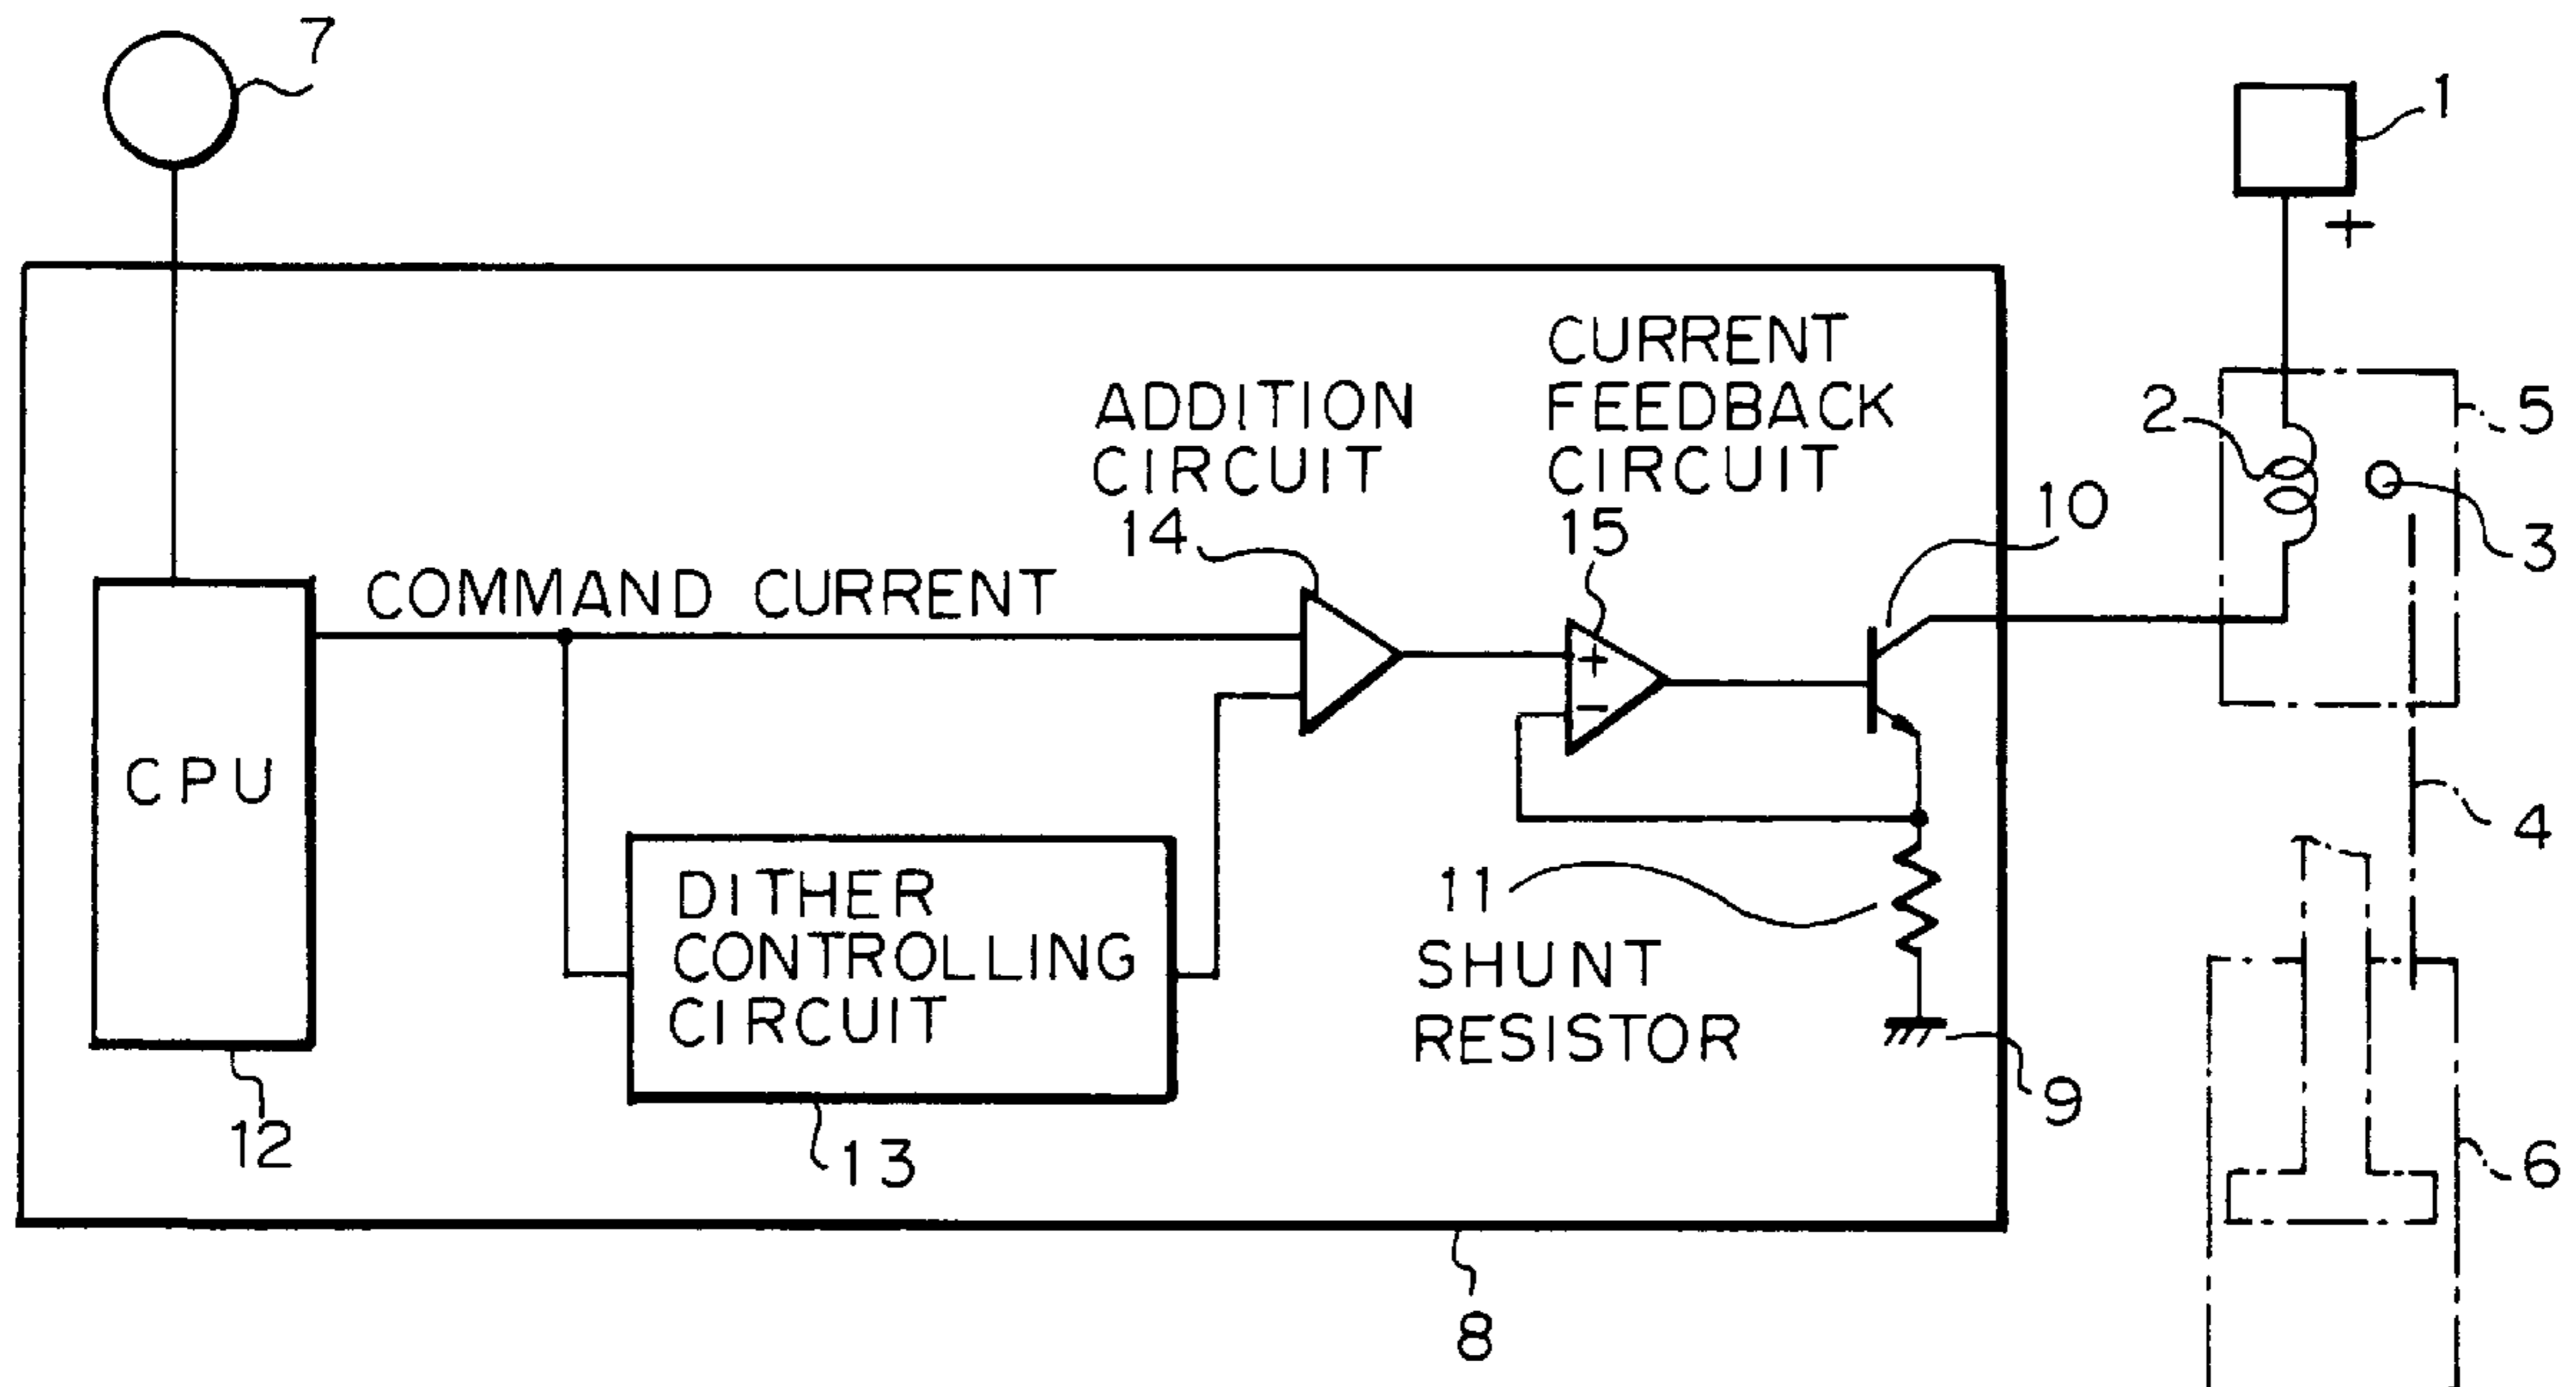 7
1
+
CURRENT
FEEDBACK
CIRCUIT
15
ADDITION
CIRCUIT
14
2
5
10
3
COMMAND CURRENT
+
−
CPU
4
DITHER
CONTROLLING
CIRCUIT
11
SHUNT
RESISTOR
9
12
13
6
8